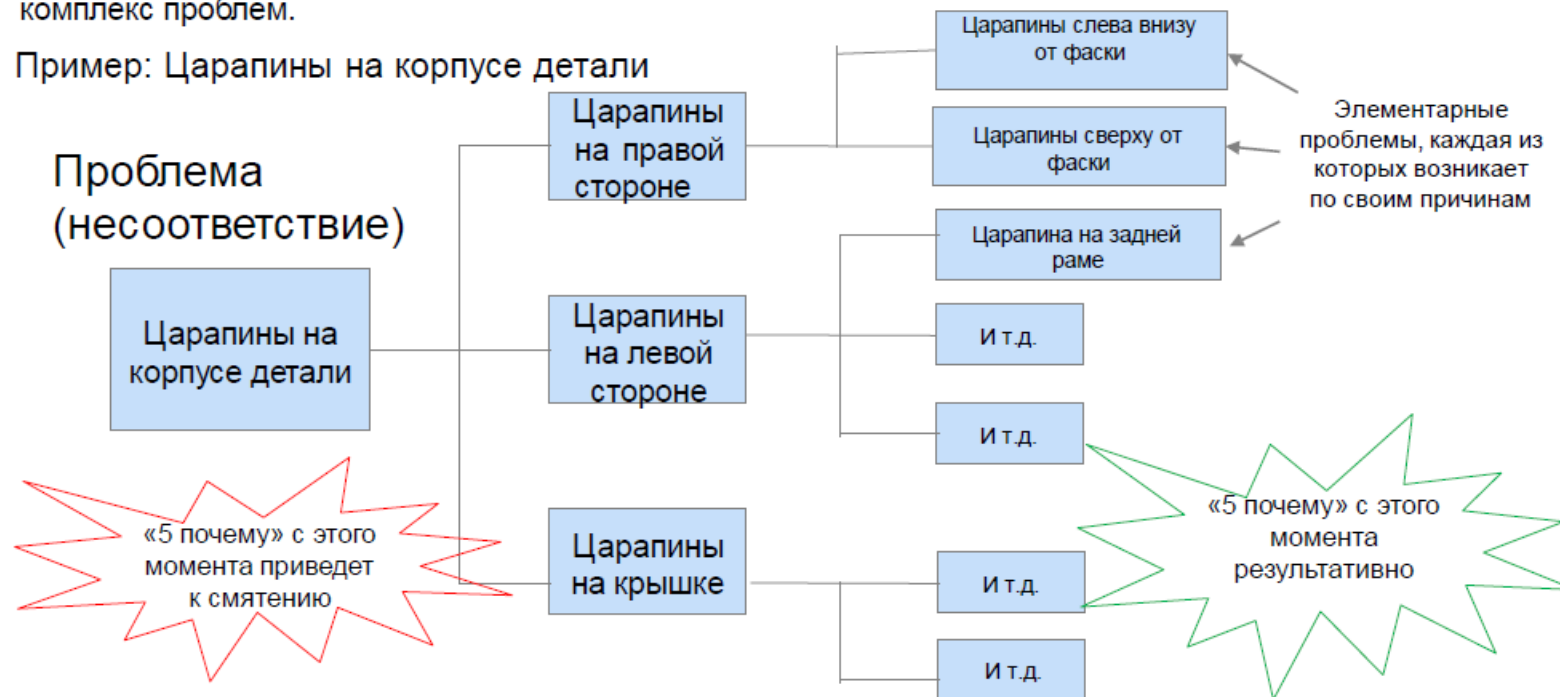 комплекс проблем.
Пример: Царапины на корпусе детали
Проблема
(несоответствие)
Царапины на
корпусе детали
«5 почему» с этого
момента приведет
к смятению
Царапины
на правой
стороне
Царапины
на левой
стороне
Царапины
на крышке
Царапины слева внизу
от фаски
Царапины сверху от
фаски
Царапина на задней
раме
И т.д.
И т.д.
И т.д.
И т.д.
Элементарные
проблемы, каждая из
которых возникает
по своим причинам
«5 почему» с этого
момента
результативно